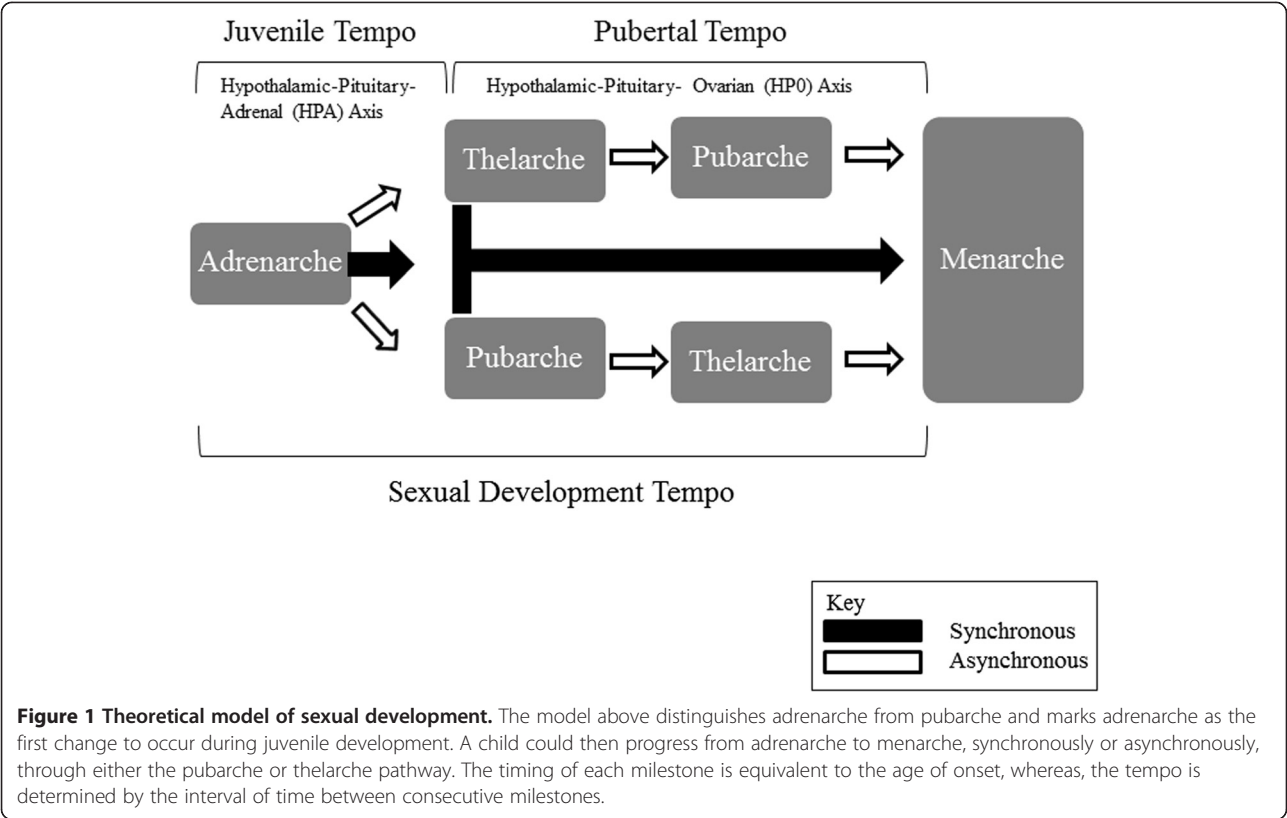 Juvenile Tempo
Pubertal Tempo
Hypothalamic-Pituitary-
Adrenal (HPA) Axis
Hypothalamic-Pituitary- Ovarian (HP0) Axis
Thelarche
Pubarche
Adrenarche
Menarche
Pubarche
Thelarche
Sexual Development Tempo
Key
Synchronous
Asynchronous
Figure 1 Theoretical model of sexual development. The model above distinguishes adrenarche from pubarche and marks adrenarche as the
first change to occur during juvenile development. A child could then progress from adrenarche to menarche, synchronously or asynchronously,
through either the pubarche or thelarche pathway. The timing of each milestone is equivalent to the age of onset, whereas, the tempo is
determined by the interval of time between consecutive milestones.